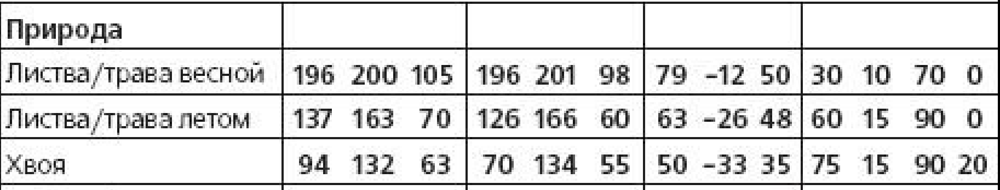 Природа
Листва/трава весной 196 200 105 196 201 98 79 –12 50 30 10 70 0
Листва/трава летом 137 163 70 126 166 60 63 –26 48 60 15 90 0
Хвоя 94 132 63 70 134 55 50 –33 35 75 15 90 20